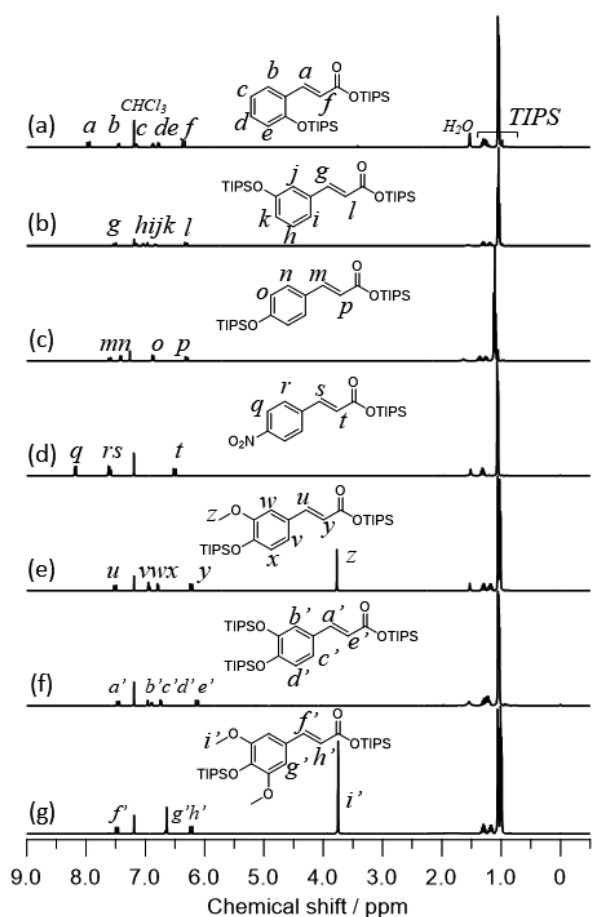 b a O
c f OTIPS
d e OTIPS
CHCl3
H2O TIPS
(a) a b c de f
TIPSO j g O
k i l OTIPS
h
(b) g hijk l
n m O
o p OTIPS
TIPSO
(c) mn o p
r s O
q t OTIPS
O2N
(d) q rs t
w u O
z O y OTIPS
TIPSO v
x
(e) u vwx y z
b' a' O
TIPSO e' OTIPS
TIPSO c'
d'
(f) a' b'c'd' e'
f' O
i' O h' OTIPS
TIPSO g'
O
(g) f' g'h' i'
9.0 8.0 7.0 6.0 5.0 4.0 3.0 2.0 1.0 0
Chemical shift / ppm